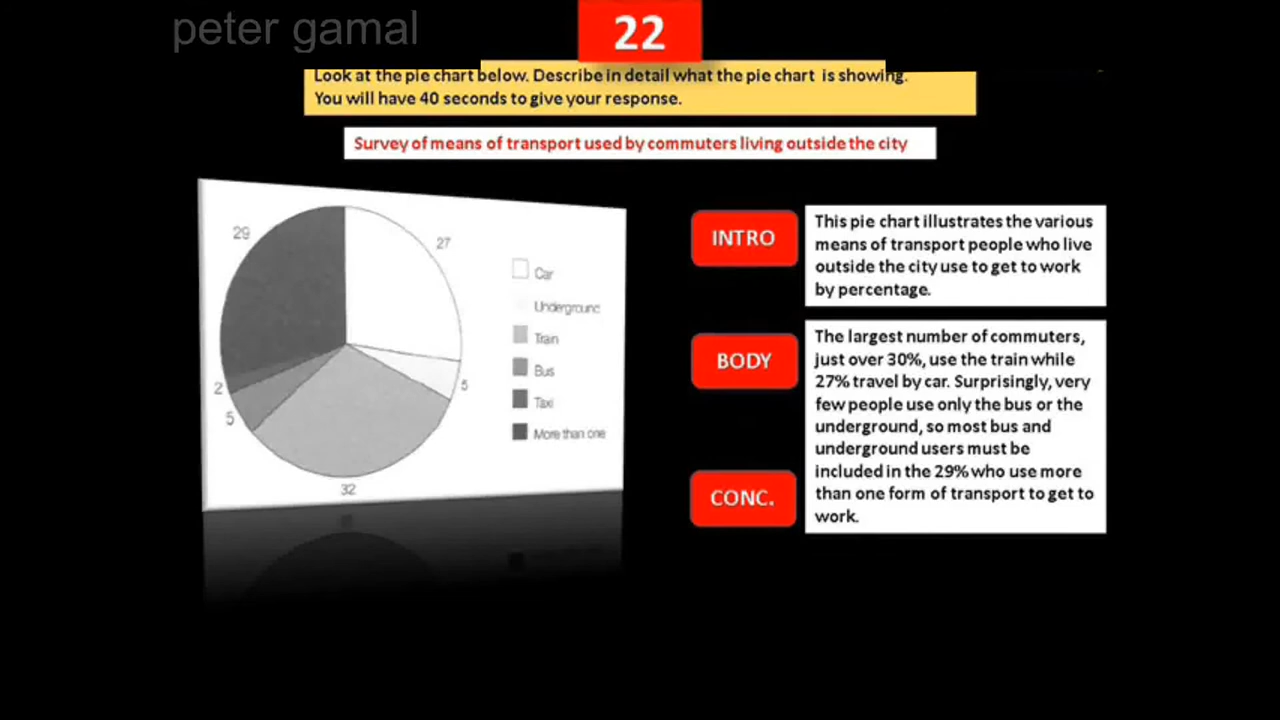 peter gamal
22
Look at the pie chart below. Describe in detail what the pie chart is showing.
You will have 40 seconds to give your response.
Survey of means of transport used by commuters living outside the city
29
27
5
32
5
2
Car
Underground
Train
Bus
Taxi
More than one
INTRO
This pie chart illustrates the various
means of transport people who live
outside the city use to get to work
by percentage.
BODY
The largest number of commuters,
just over 30%, use the train while
27% travel by car. Surprisingly, very
few people use only the bus or the
underground, so most bus and
underground users must be
included in the 29% who use more
than one form of transport to get to
work.
CONC.